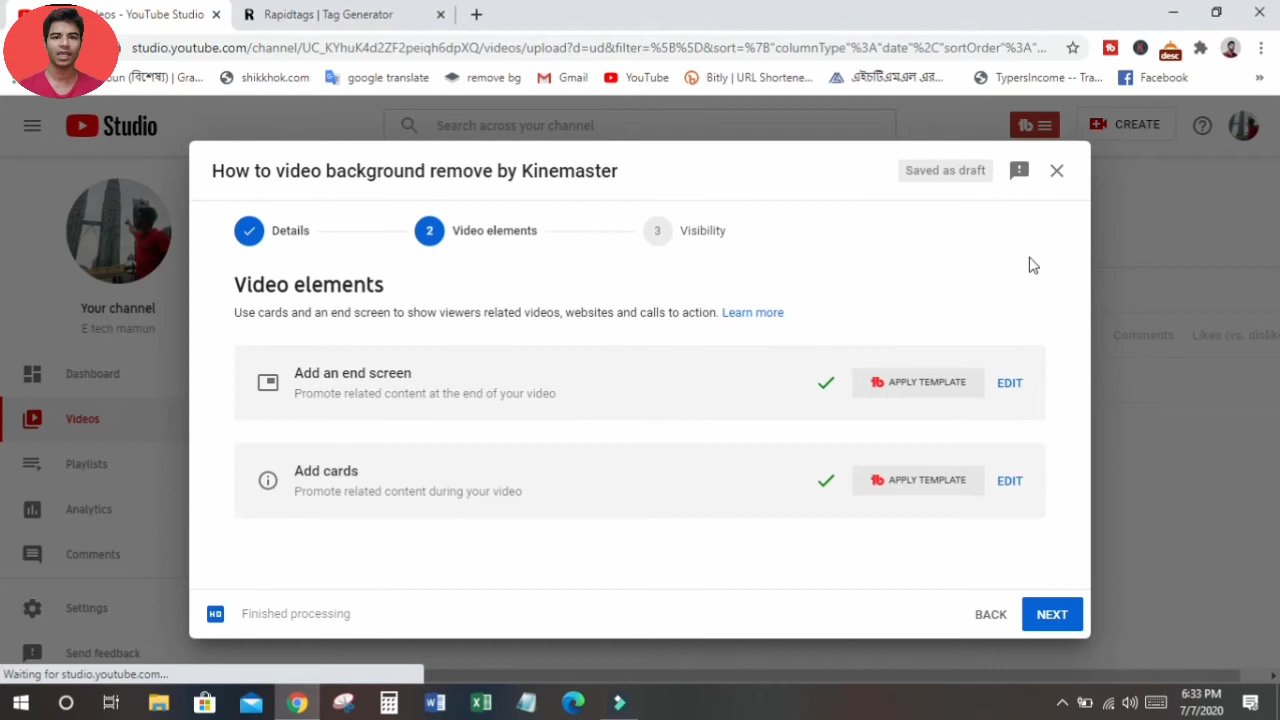 eos - YouTube Studio
Rapidtags | Tag Generator
studio.youtube.com/channel/UC_KYhuK4d2ZF2peiqh6dpXQ/videos/upload?d=ud&filter=%5B%5D&sort=%7B"columnType"%3A"date"%2C"sortOrder"%3A...
desc
(বিশেষ্য) | Gra...
shikkhok.com
google translate
remove bg
Gmail
YouTube
Bitly | URL Shortene...
এইচটিএমএল এর...
TypersIncome -- Tra...
Facebook
»
Studio
Search across your channel
CREATE
How to video background remove by Kinemaster
Saved as draft
Details
2 Video elements
3 Visibility
Your channel
E tech mamun
Video elements
Use cards and an end screen to show viewers related videos, websites and calls to action. Learn more
Comments
Likes (vs. dislike
Dashboard
Add an end screen
Promote related content at the end of your video
APPLY TEMPLATE
EDIT
Videos
Playlists
Add cards
Promote related content during your video
APPLY TEMPLATE
EDIT
Analytics
Comments
Settings
HD Finished processing
BACK
NEXT
Send feedback
Waiting for studio.youtube.com...
6:33 PM
7/7/2020